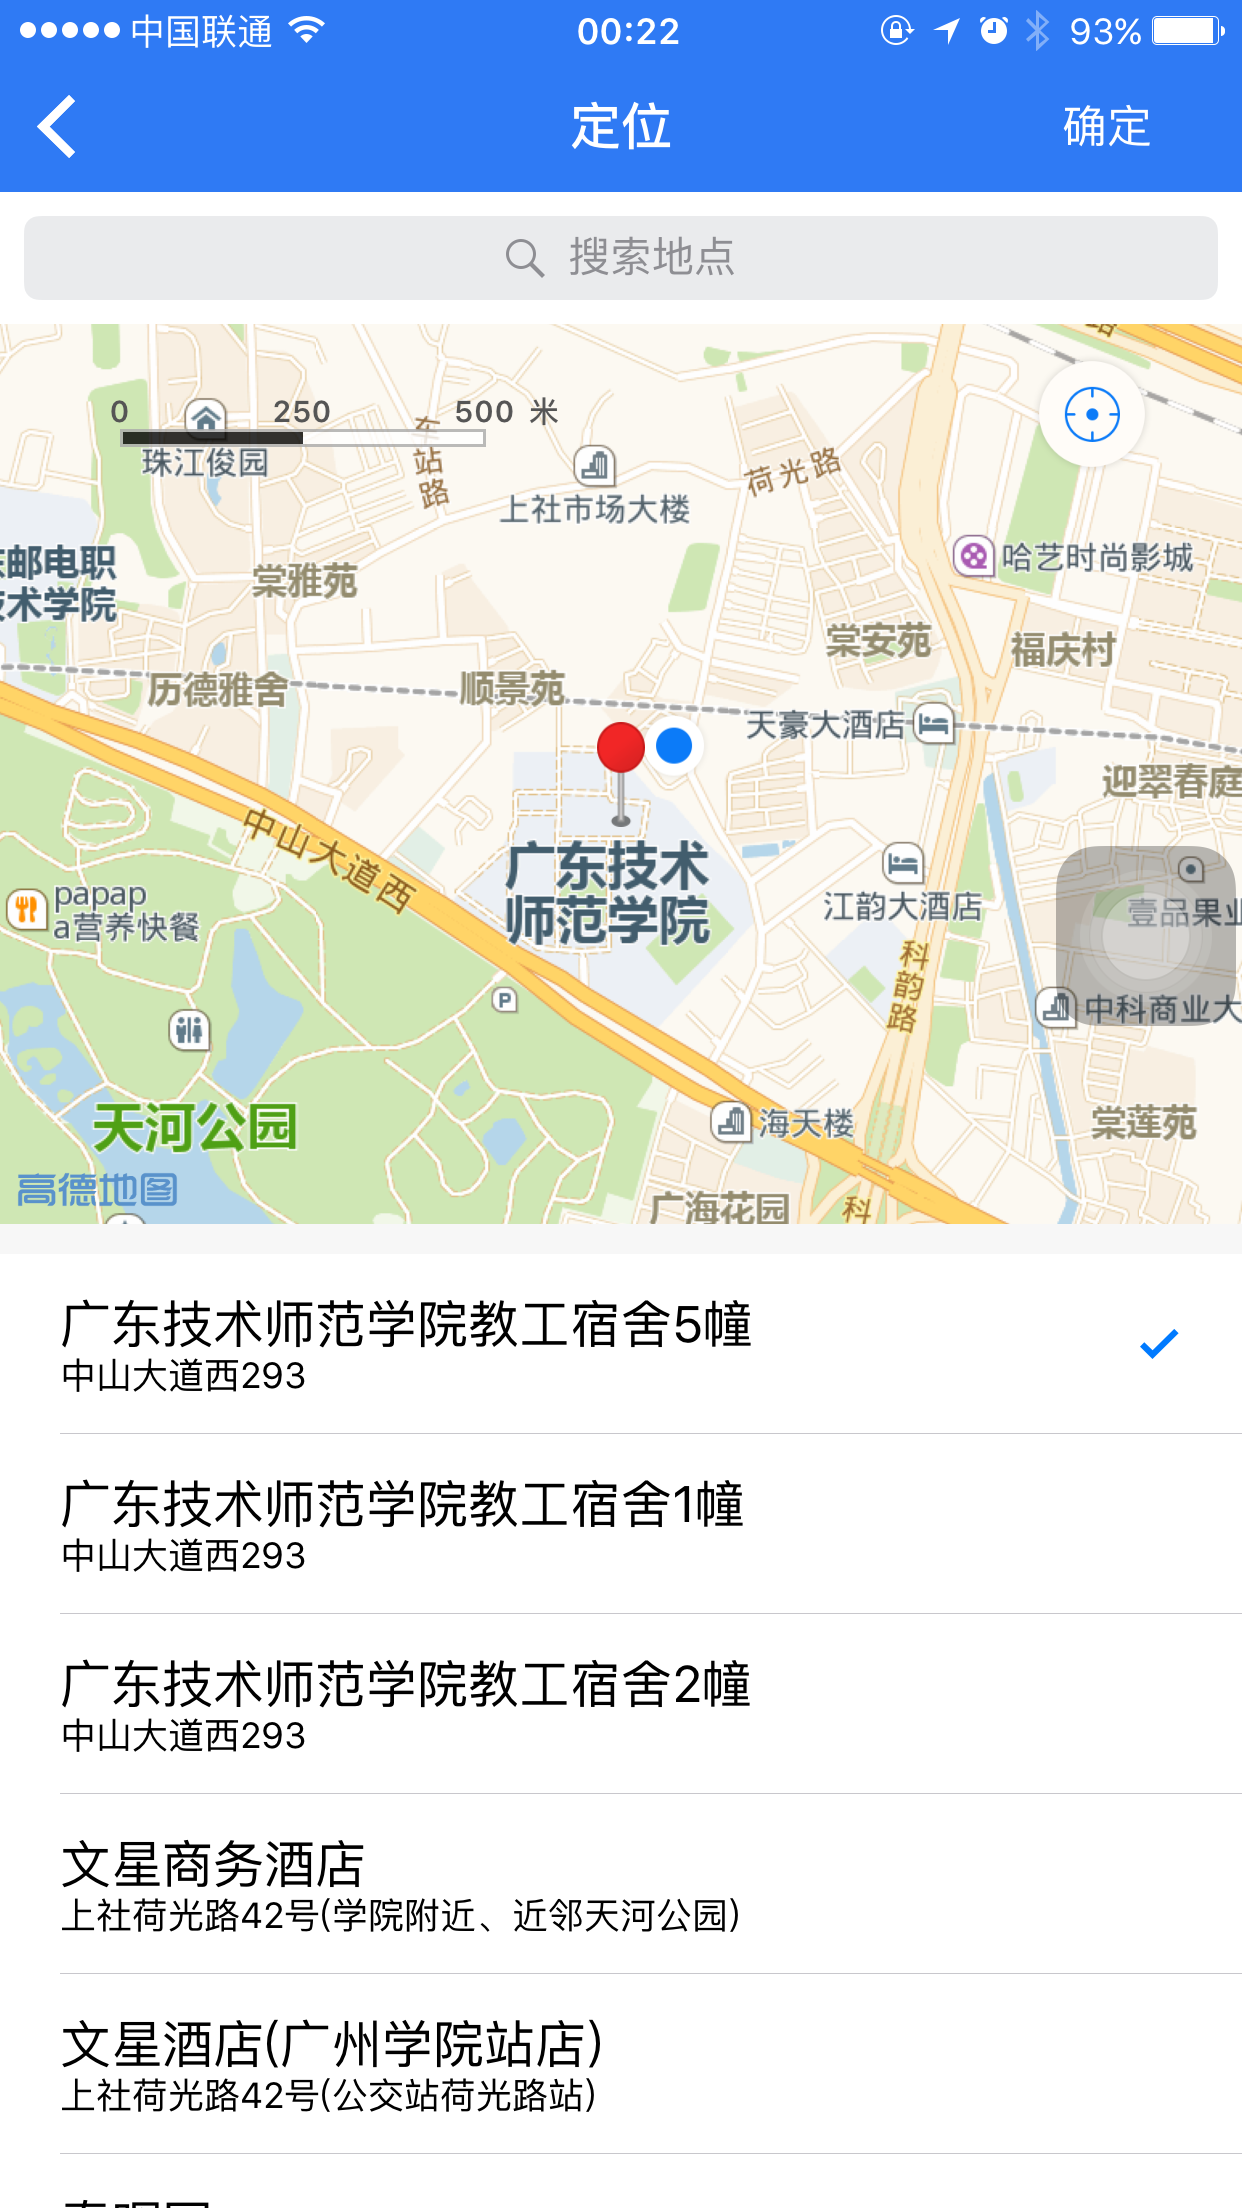 中国联通
00:22
93%
定位
确定
搜索地点
0 250 500 米
珠江俊园
车站路
上社市场大楼
荷光路
哈艺时尚影城
邮电职
术学院
棠雅苑
棠安苑
福庆村
历德雅舍
顺景苑
天豪大酒店
迎翠春庭
中山大道西
广东技术
师范学院
papap
a营养快餐
江韵大酒店
壹品果业
科韵路
中科商业大
天河公园
海天楼
棠莲苑
高德地图
广海花园
科
广东技术师范学院教工宿舍5幢
中山大道西293
广东技术师范学院教工宿舍1幢
中山大道西293
广东技术师范学院教工宿舍2幢
中山大道西293
文星商务酒店
上社荷光路42号(学院附近、近邻天河公园)
文星酒店(广州学院站店)
上社荷光路42号(公交站荷光路站)